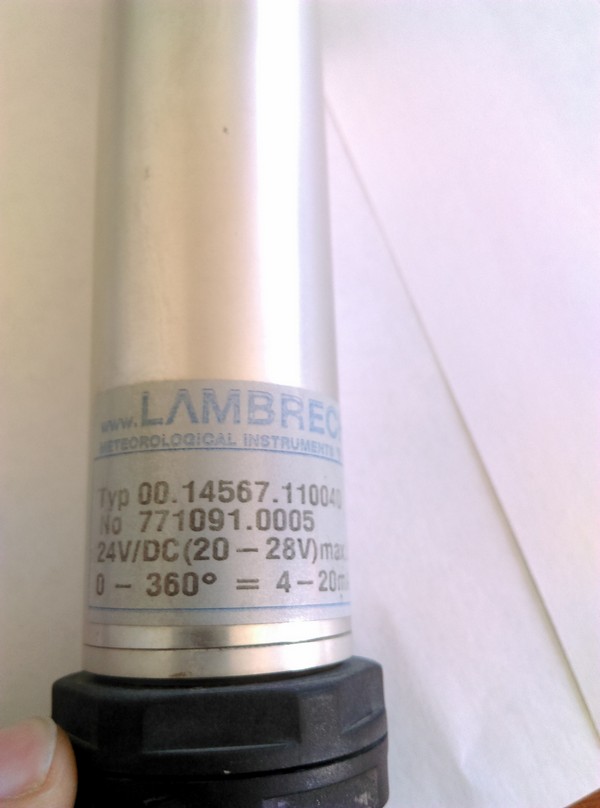 www.LAMBREC
METEOROLOGICAL INSTRUMENTS
Typ 00.14567.110040
No 771091.0005
24V/DC(20 – 28V)max
0 – 360° = 4 – 20m